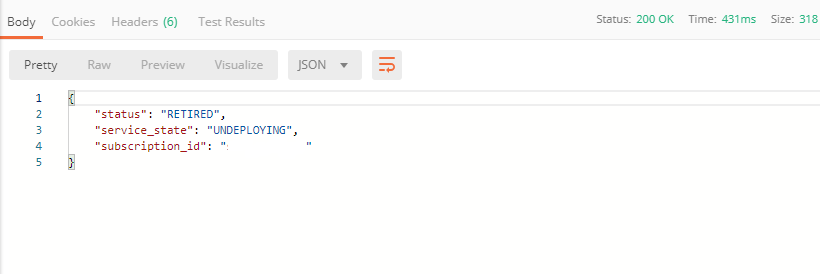 Body Cookies Headers (6) Test Results Status: 200 OK Time: 431ms Size: 318
Pretty Raw Preview Visualize JSON
1 {
2 "status": "RETIRED",
3 "service_state": "UNDEPLOYING",
4 "subscription_id": " "
5 }